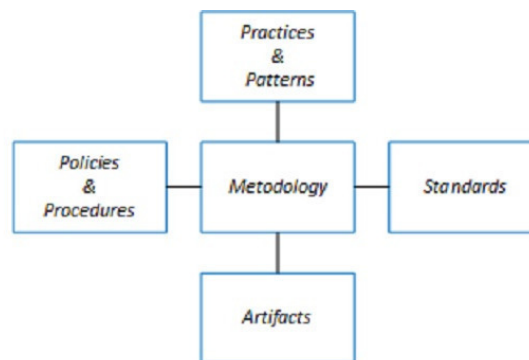 Practices
&
Patterns
Policies
&
Procedures
Metodology
Standards
Artifacts